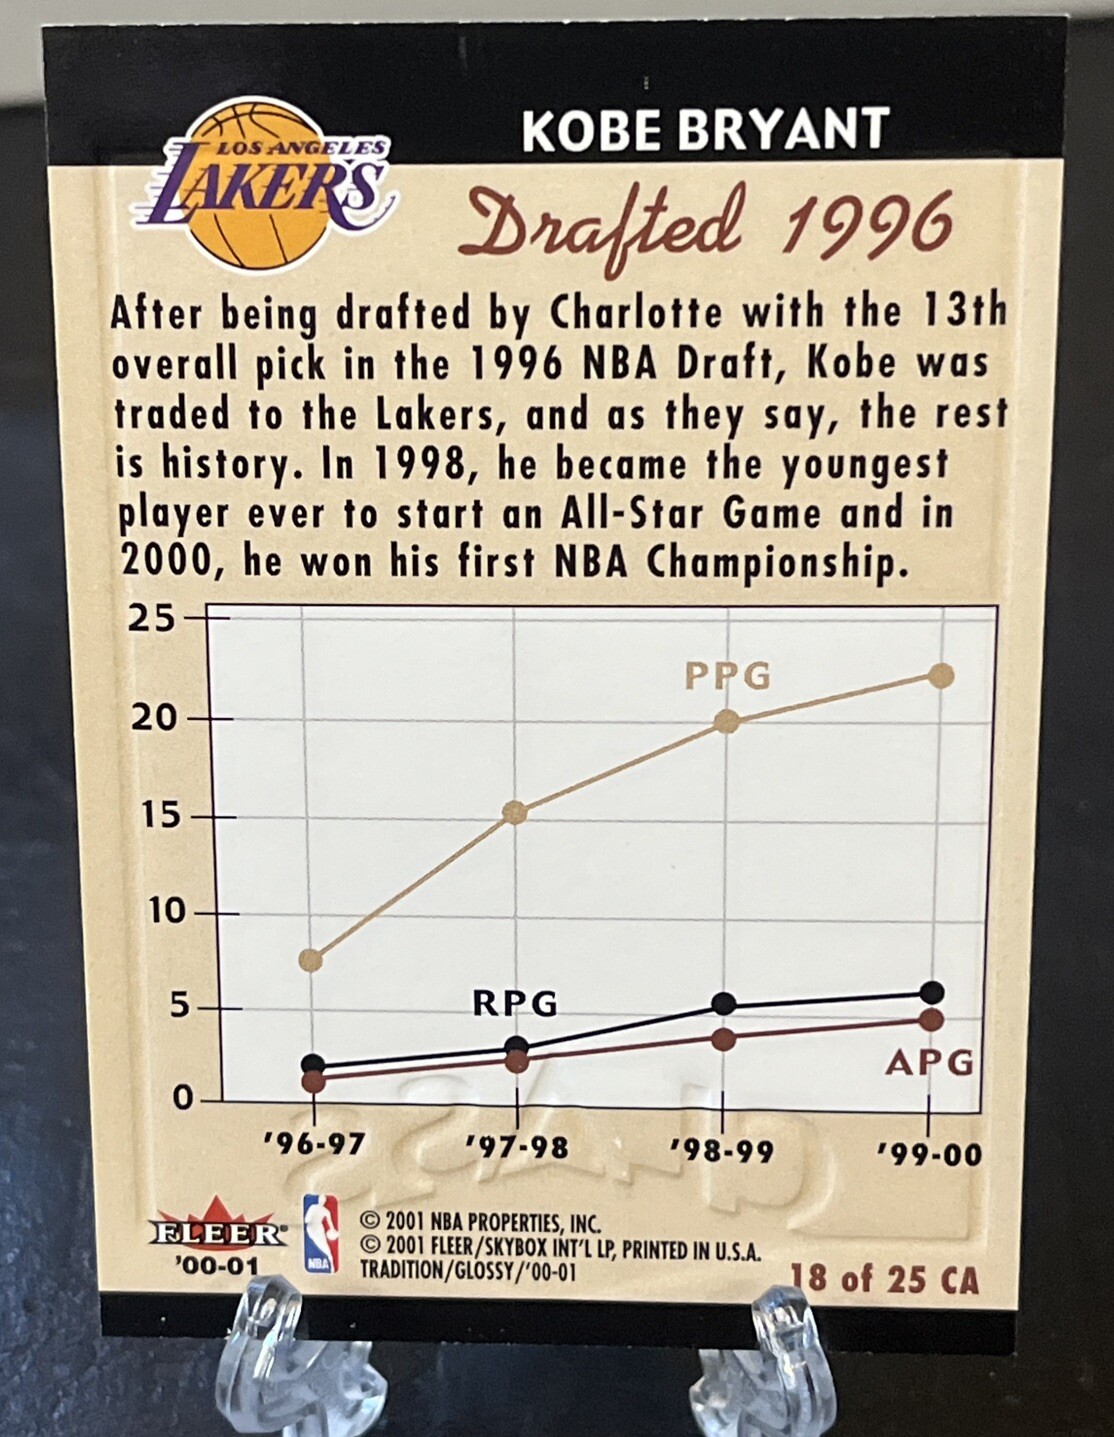 LOS ANGELES
LAKERS
KOBE BRYANT
Drafted 1996
After being drafted by Charlotte with the 13th
overall pick in the 1996 NBA Draft, Kobe was
traded to the Lakers, and as they say, the rest
is history. In 1998, he became the youngest
player ever to start an All-Star Game and in
2000, he won his first NBA Championship.
25
PPG
20
15
10
RPG
5
APG
0
'96-97 '97-98 '98-99 '99-00
FLEER®
'00-01
NBA
© 2001 NBA PROPERTIES, INC.
© 2001 FLEER/SKYBOX INT'L LP, PRINTED IN U.S.A.
TRADITION/GLOSSY/'00-01
18 of 25 CA